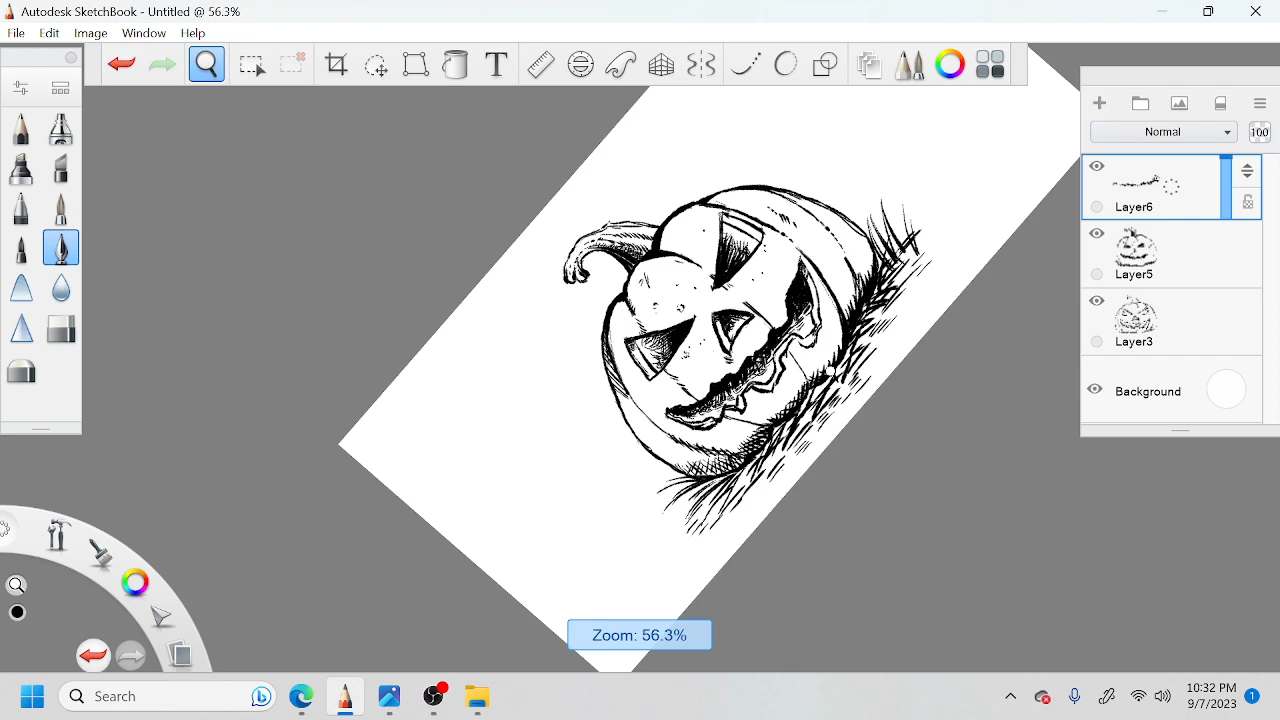 Autodesk SketchBook - Untitled @ 56.3%
File Edit Image Window Help
T
Normal
100
Layer6
Layer5
Layer3
Background
Zoom: 56.3%
Search
10:32 PM
9/7/2023
1